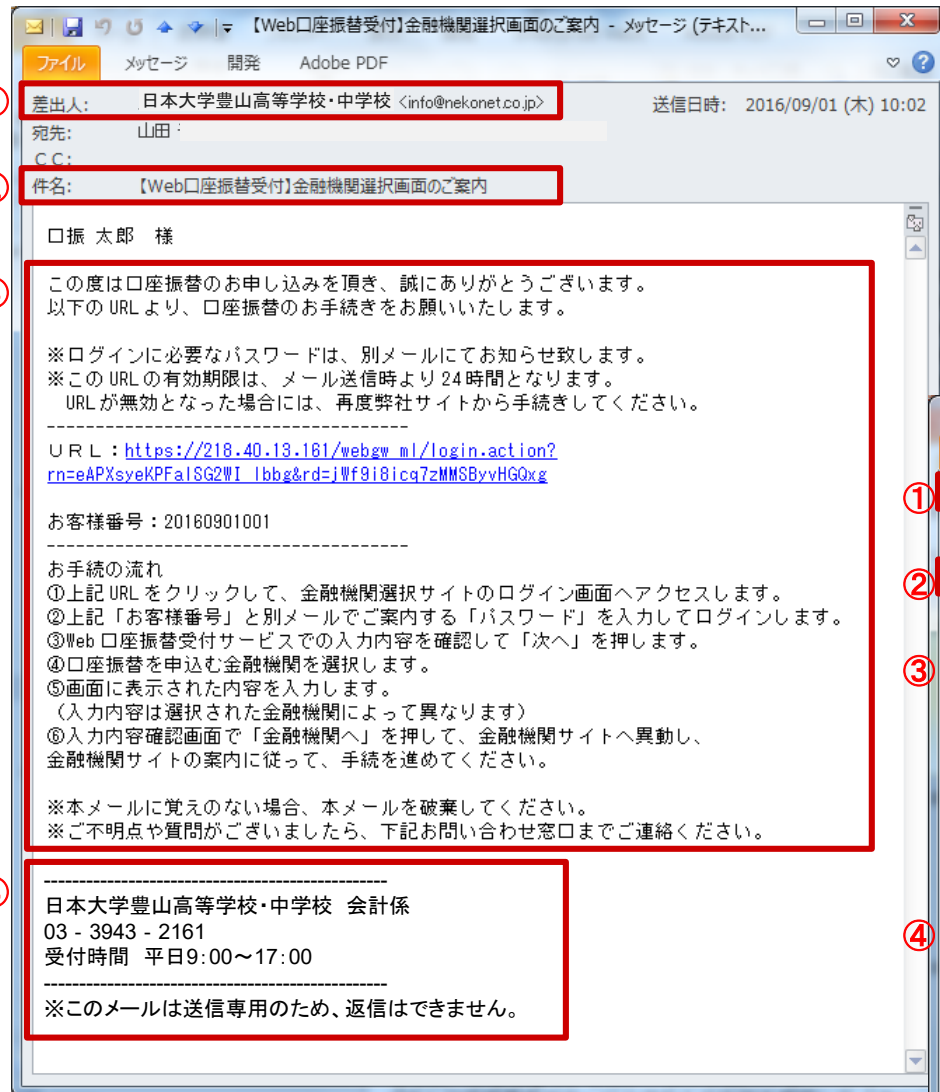 【Web口座振替受付】金融機関選択画面のご案内 - メッセージ (テキスト...
ファイル メッセージ 開発 Adobe PDF
差出人: 日本大学豊山高等学校・中学校 <info@nekonet.co.jp> 送信日時: 2016/09/01 (木) 10:02
宛先: 山田
CC:
件名: 【Web口座振替受付】金融機関選択画面のご案内
口振 太郎 様
この度は口座振替のお申し込みを頂き、誠にありがとうございます。
以下のURLより、口座振替のお手続きをお願いいたします。
※ログインに必要なパスワードは、別メールにてお知らせ致します。
※このURLの有効期限は、メール送信時より24時間となります。
URLが無効となった場合には、再度弊社サイトから手続きしてください。
------------------------------------
URL:https://218.40.13.161/webgw_ml/login.action?
rn=eAPXsyeKPFalSG2WI_lbbg&rd=jWf9i8icq7zMMSByvHGQxg
①
お客様番号:20160901001
------------------------------------
お手続の流れ
①上記URLをクリックして、金融機関選択サイトのログイン画面へアクセスします。
②
②上記「お客様番号」と別メールでご案内する「パスワード」を入力してログインします。
③Web口座振替受付サービスでの入力内容を確認して「次へ」を押します。
④口座振替を申込む金融機関を選択します。
③
⑤画面に表示された内容を入力します。
(入力内容は選択された金融機関によって異なります)
⑥入力内容確認画面で「金融機関へ」を押して、金融機関サイトへ異動し、
金融機関サイトの案内に従って、手続を進めてください。
※本メールに覚えのない場合、本メールを破棄してください。
※ご不明点や質問がございましたら、下記お問い合わせ窓口までご連絡ください。
-------------------------------------------------
日本大学豊山高等学校・中学校 会計係
03 - 3943 - 2161
④
受付時間 平日9:00~17:00
-------------------------------------------------
※このメールは送信専用のため、返信はできません。